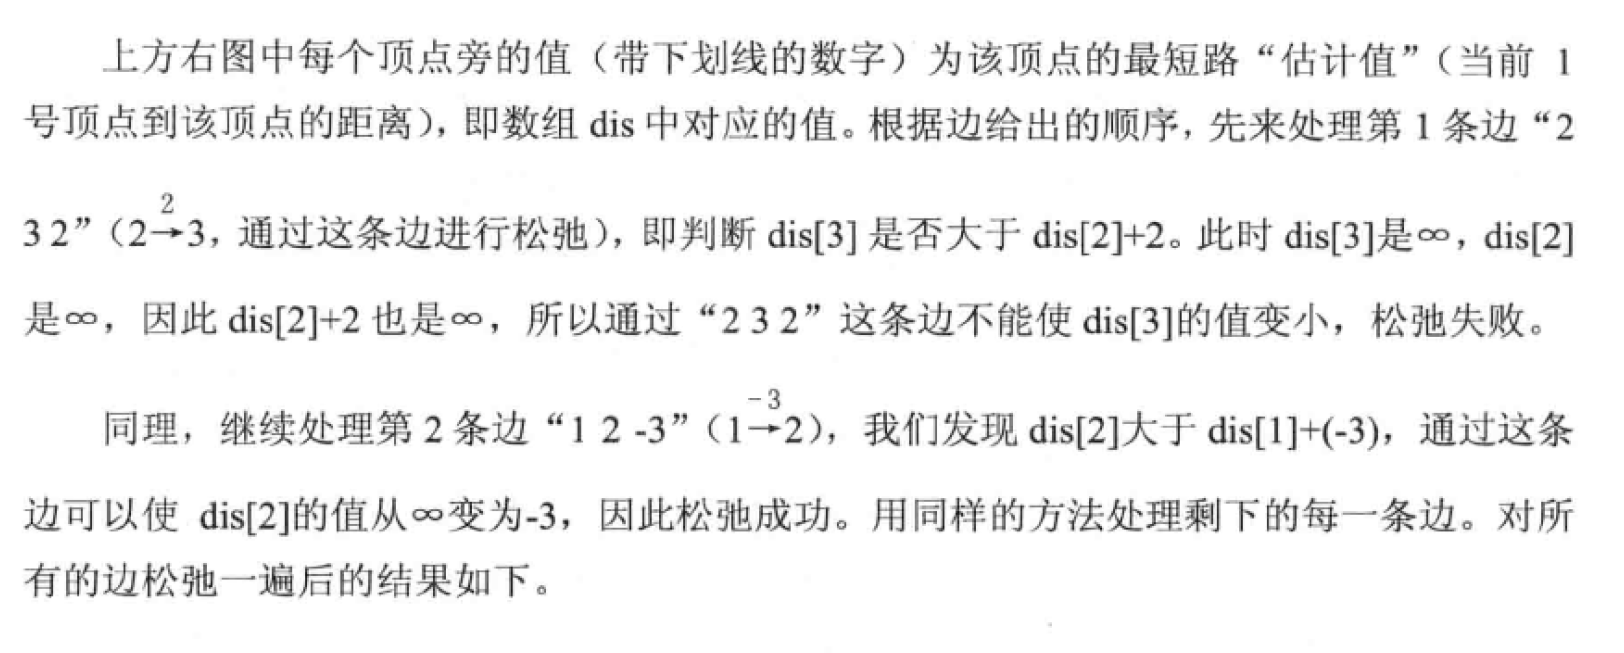 上方右图中每个顶点旁的值（带下划线的数字）为该顶点的最短路“估计值”（当前 1
号顶点到该顶点的距离），即数组 dis 中对应的值。根据边给出的顺序，先来处理第 1 条边“2
2
3 2”（2→3，通过这条边进行松弛），即判断 dis[3] 是否大于 dis[2]+2。此时 dis[3]是∞，dis[2]
是∞，因此 dis[2]+2 也是∞，所以通过“2 3 2”这条边不能使 dis[3]的值变小，松弛失败。
-3
同理，继续处理第 2 条边“1 2 -3”（1→2），我们发现 dis[2]大于 dis[1]+(-3)，通过这条
边可以使 dis[2]的值从∞变为-3，因此松弛成功。用同样的方法处理剩下的每一条边。对所
有的边松弛一遍后的结果如下。